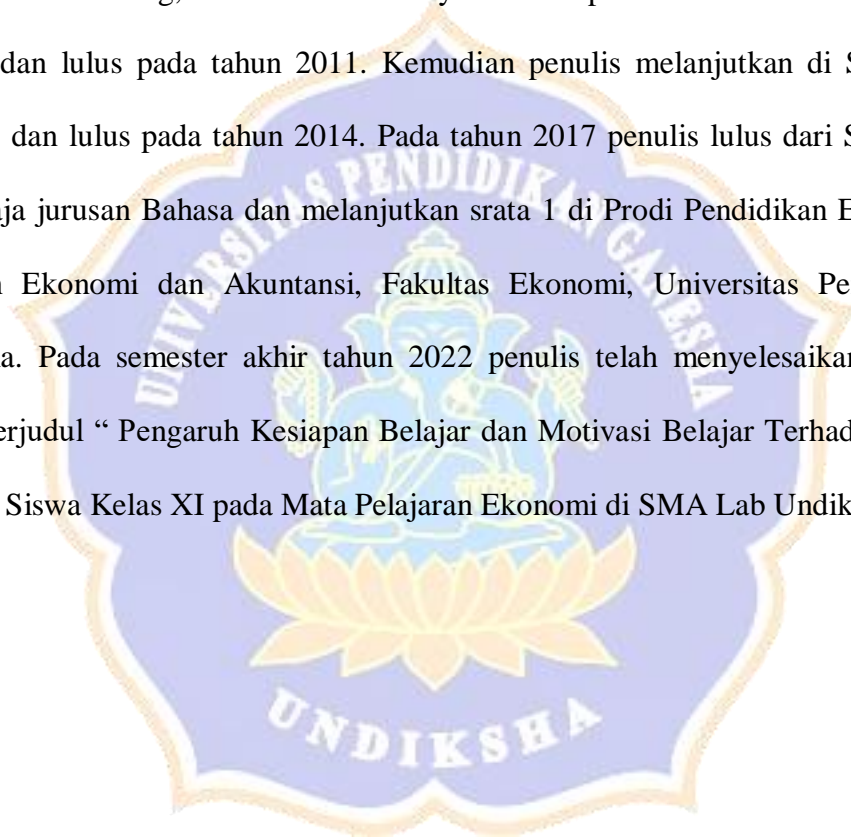 dan lulus pada tahun 2011. Kemudian penulis melanjutkan di S
dan lulus pada tahun 2014. Pada tahun 2017 penulis lulus dari S
ja jurusan Bahasa dan melanjutkan srata 1 di Prodi Pendidikan E
Ekonomi dan Akuntansi, Fakultas Ekonomi, Universitas Pe
a. Pada semester akhir tahun 2022 penulis telah menyelesaikan
erjudul “ Pengaruh Kesiapan Belajar dan Motivasi Belajar Terhad
Siswa Kelas XI pada Mata Pelajaran Ekonomi di SMA Lab Undik
UNIVERSITAS PENDIDIKAN GANESHA
UNDIKSHA